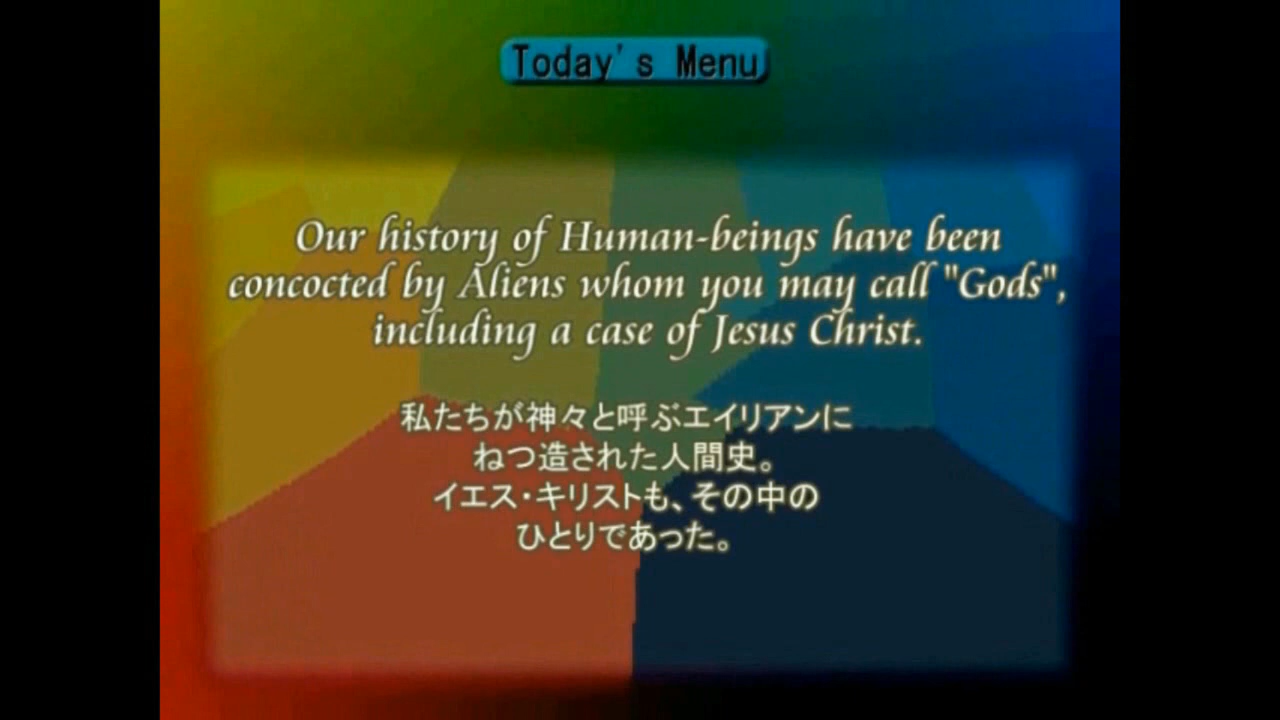 Today's Menu
Our history of Human-beings have been
concocted by Aliens whom you may call "Gods",
including a case of Jesus Christ.
私たちが神々と呼ぶエイリアンに
ねつ造された人間史。
イエス・キリストも、その中の
ひとりであった。